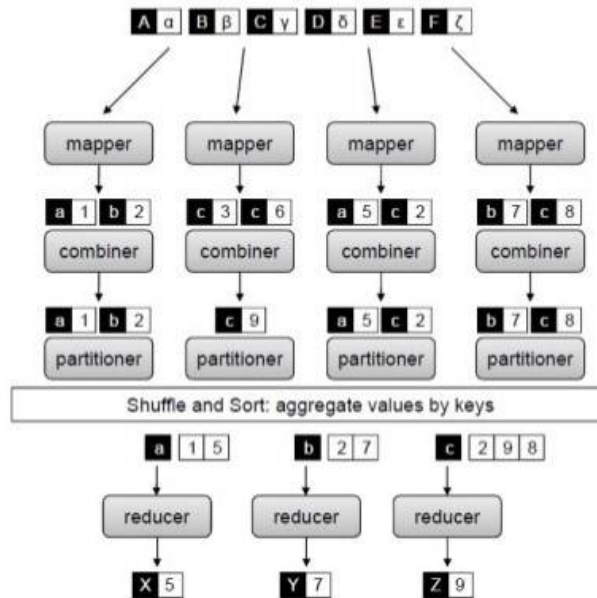 A α B β C γ D δ E ε F ζ
mapper mapper mapper mapper
a 1 b 2 c 3 c 6 a 5 c 2 b 7 c 8
combiner combiner combiner combiner
a 1 b 2 c 9 a 5 c 2 b 7 c 8
partitioner partitioner partitioner partitioner
Shuffle and Sort: aggregate values by keys
a 1 5 b 2 7 c 2 9 8
reducer reducer reducer
X 5 Y 7 Z 9